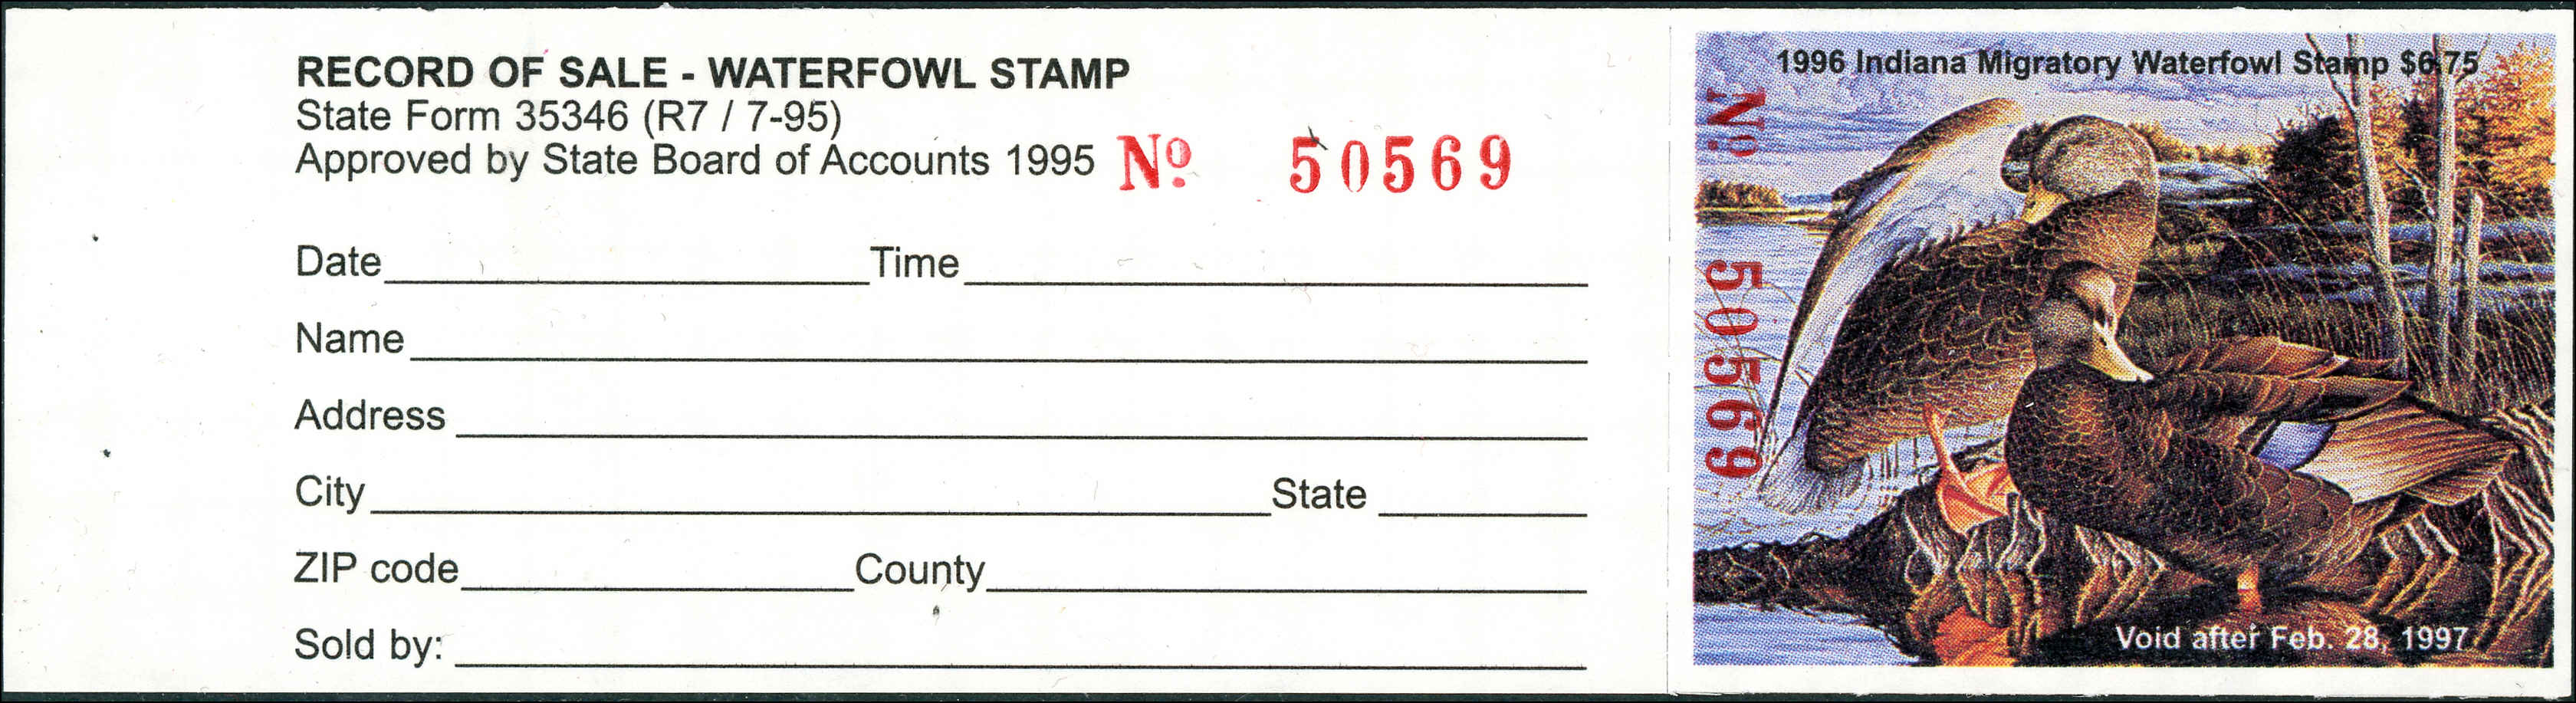 RECORD OF SALE - WATERFOWL STAMP
State Form 35346 (R7 / 7-95)
Approved by State Board of Accounts 1995 Nº 50569
Date Time
Name
Address
City State
ZIP code County
Sold by:
1996 Indiana Migratory Waterfowl Stamp $6.75
Nº 50569
Void after Feb. 28, 1997